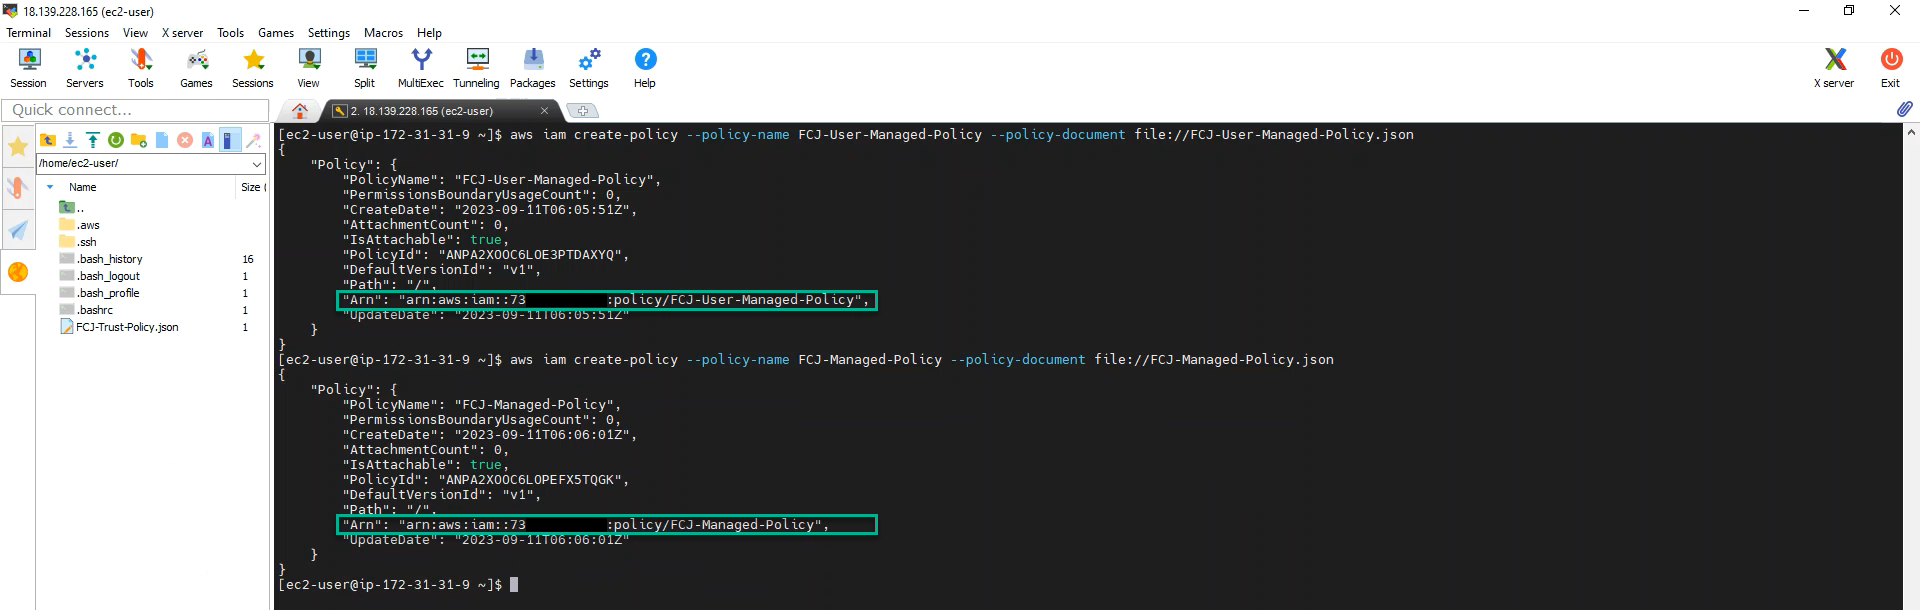 18.139.228.165 (ec2-user)
Terminal Sessions View X server Tools Games Settings Macros Help
Session Servers Tools Games Sessions View Split MultiExec Tunneling Packages Settings Help X server Exit
Quick connect...
2. 18.139.228.165 (ec2-user)
/home/ec2-user/
Name Size (
..
.aws
.ssh
.bash_history 16
.bash_logout 1
.bash_profile 1
.bashrc 1
FCJ-Trust-Policy.json 1
[ec2-user@ip-172-31-31-9 ~]$ aws iam create-policy --policy-name FCJ-User-Managed-Policy --policy-document file://FCJ-User-Managed-Policy.json
{
"Policy": {
"PolicyName": "FCJ-User-Managed-Policy",
"PermissionsBoundaryUsageCount": 0,
"CreateDate": "2023-09-11T06:05:51Z",
"AttachmentCount": 0,
"IsAttachable": true,
"PolicyId": "ANPA2XOOC6LOE3PTDAXYQ",
"DefaultVersionId": "v1",
"Path": "/",
"Arn": "arn:aws:iam::73 :policy/FCJ-User-Managed-Policy",
"UpdateDate": "2023-09-11T06:05:51Z"
}
}
[ec2-user@ip-172-31-31-9 ~]$ aws iam create-policy --policy-name FCJ-Managed-Policy --policy-document file://FCJ-Managed-Policy.json
{
"Policy": {
"PolicyName": "FCJ-Managed-Policy",
"PermissionsBoundaryUsageCount": 0,
"CreateDate": "2023-09-11T06:06:01Z",
"AttachmentCount": 0,
"IsAttachable": true,
"PolicyId": "ANPA2XOOC6LOPEFX5TQGK",
"DefaultVersionId": "v1",
"Path": "/",
"Arn": "arn:aws:iam::73 :policy/FCJ-Managed-Policy",
"UpdateDate": "2023-09-11T06:06:01Z"
}
}
[ec2-user@ip-172-31-31-9 ~]$